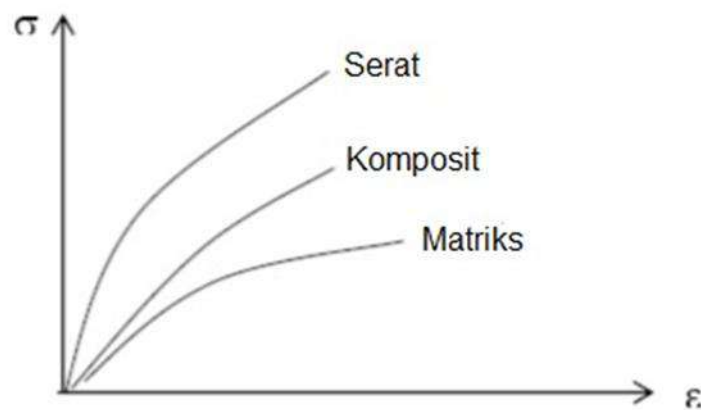 σ
Serat
Komposit
Matriks
ε